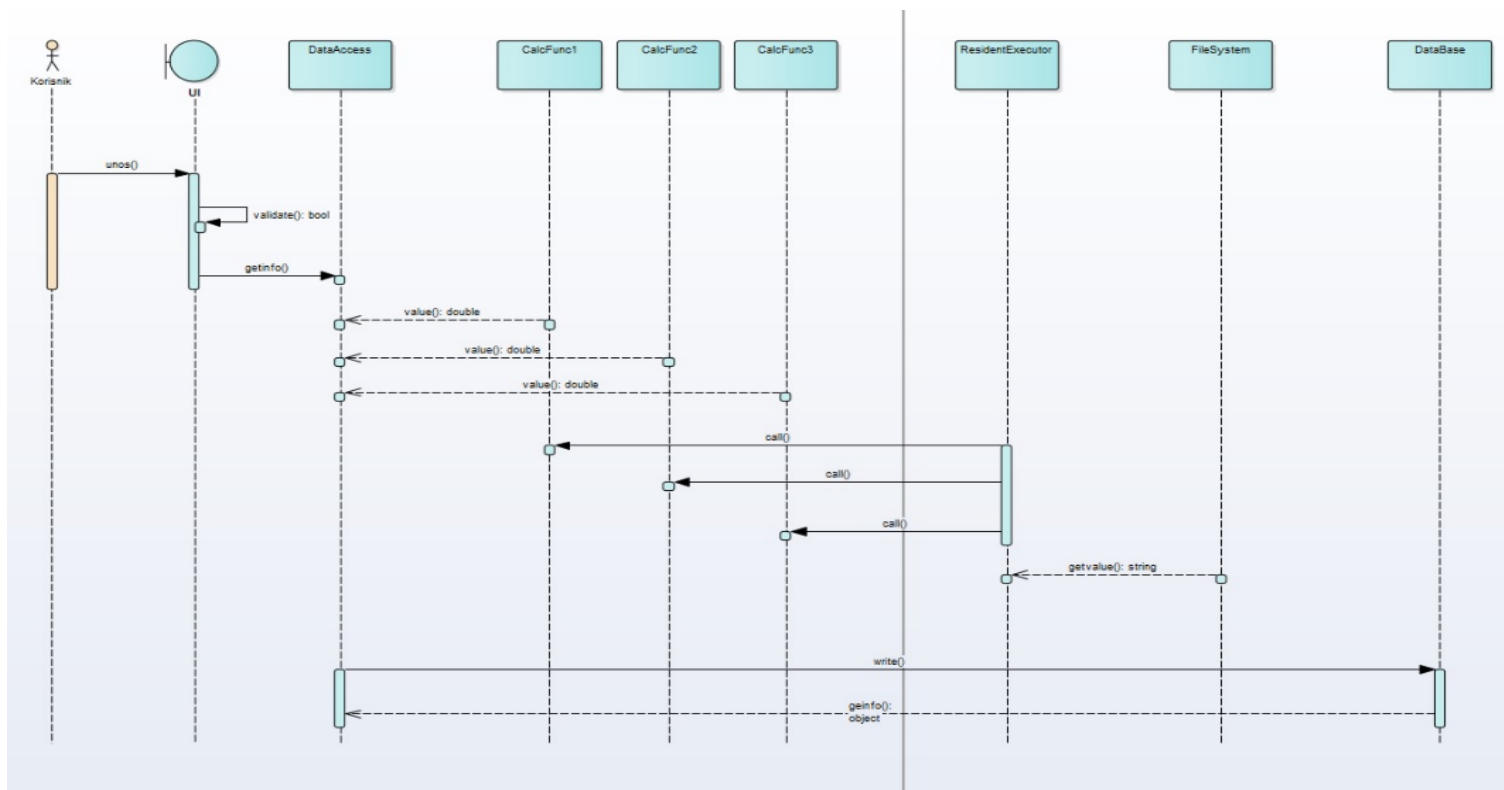 DataAccess
CalcFunc1
CalcFunc2
CalcFunc3
ResidentExecutor
FileSystem
DataBase
Korisnik
UI
unos()
validate(): bool
getinfo()
value(): double
value(): double
value(): double
call()
call()
call()
getvalue(): string
write()
geinfo():
object